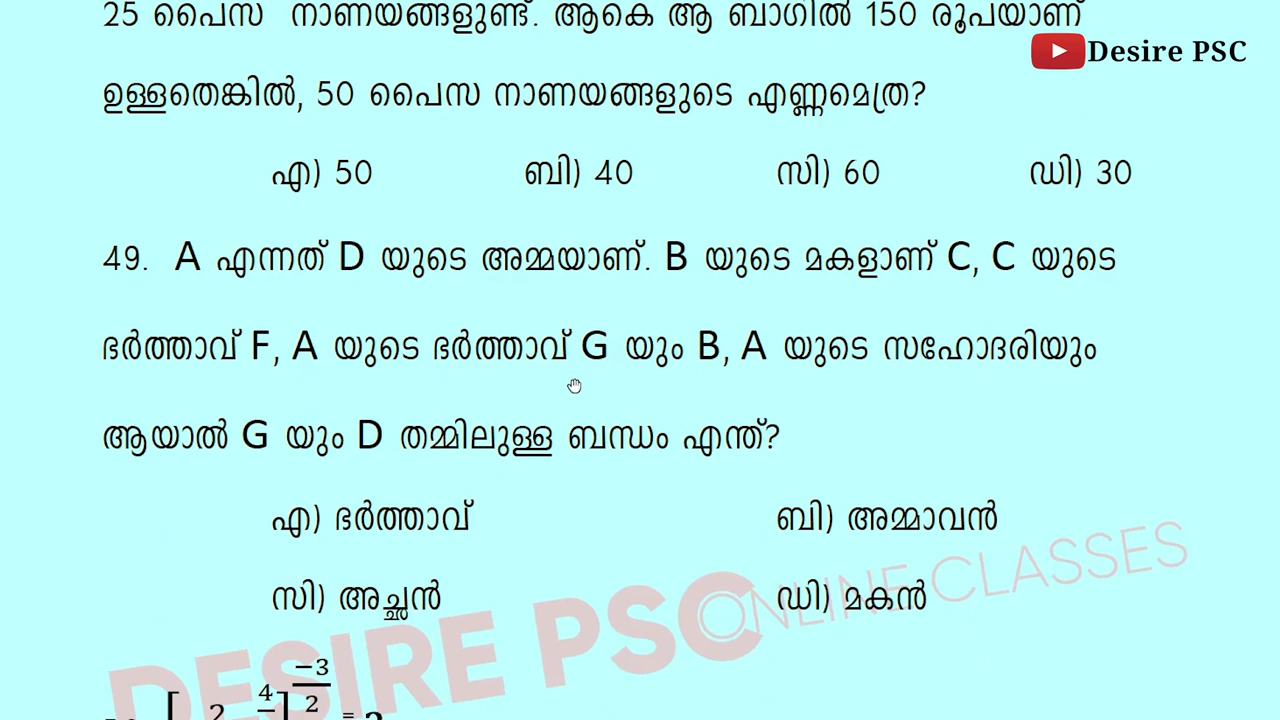 25 പൈസ നാണയങ്ങളുണ്ട്. ആകെ ആ ബാഗിൽ 150 രൂപയാണ്
Desire PSC
ഉള്ളതെങ്കിൽ, 50 പൈസ നാണയങ്ങളുടെ എണ്ണമെത്ര?
എ) 50 ബി) 40 സി) 60 ഡി) 30
49. A എന്നത് D യുടെ അമ്മയാണ്. B യുടെ മകളാണ് C, C യുടെ
ഭർത്താവ് F, A യുടെ ഭർത്താവ് G യും B, A യുടെ സഹോദരിയും
ആയാൽ G യും D തമ്മിലുള്ള ബന്ധം എന്ത്?
എ) ഭർത്താവ് ബി) അമ്മാവൻ
സി) അച്ഛൻ ഡി) മകൻ
DESIRE PSC ONLINE CLASSES